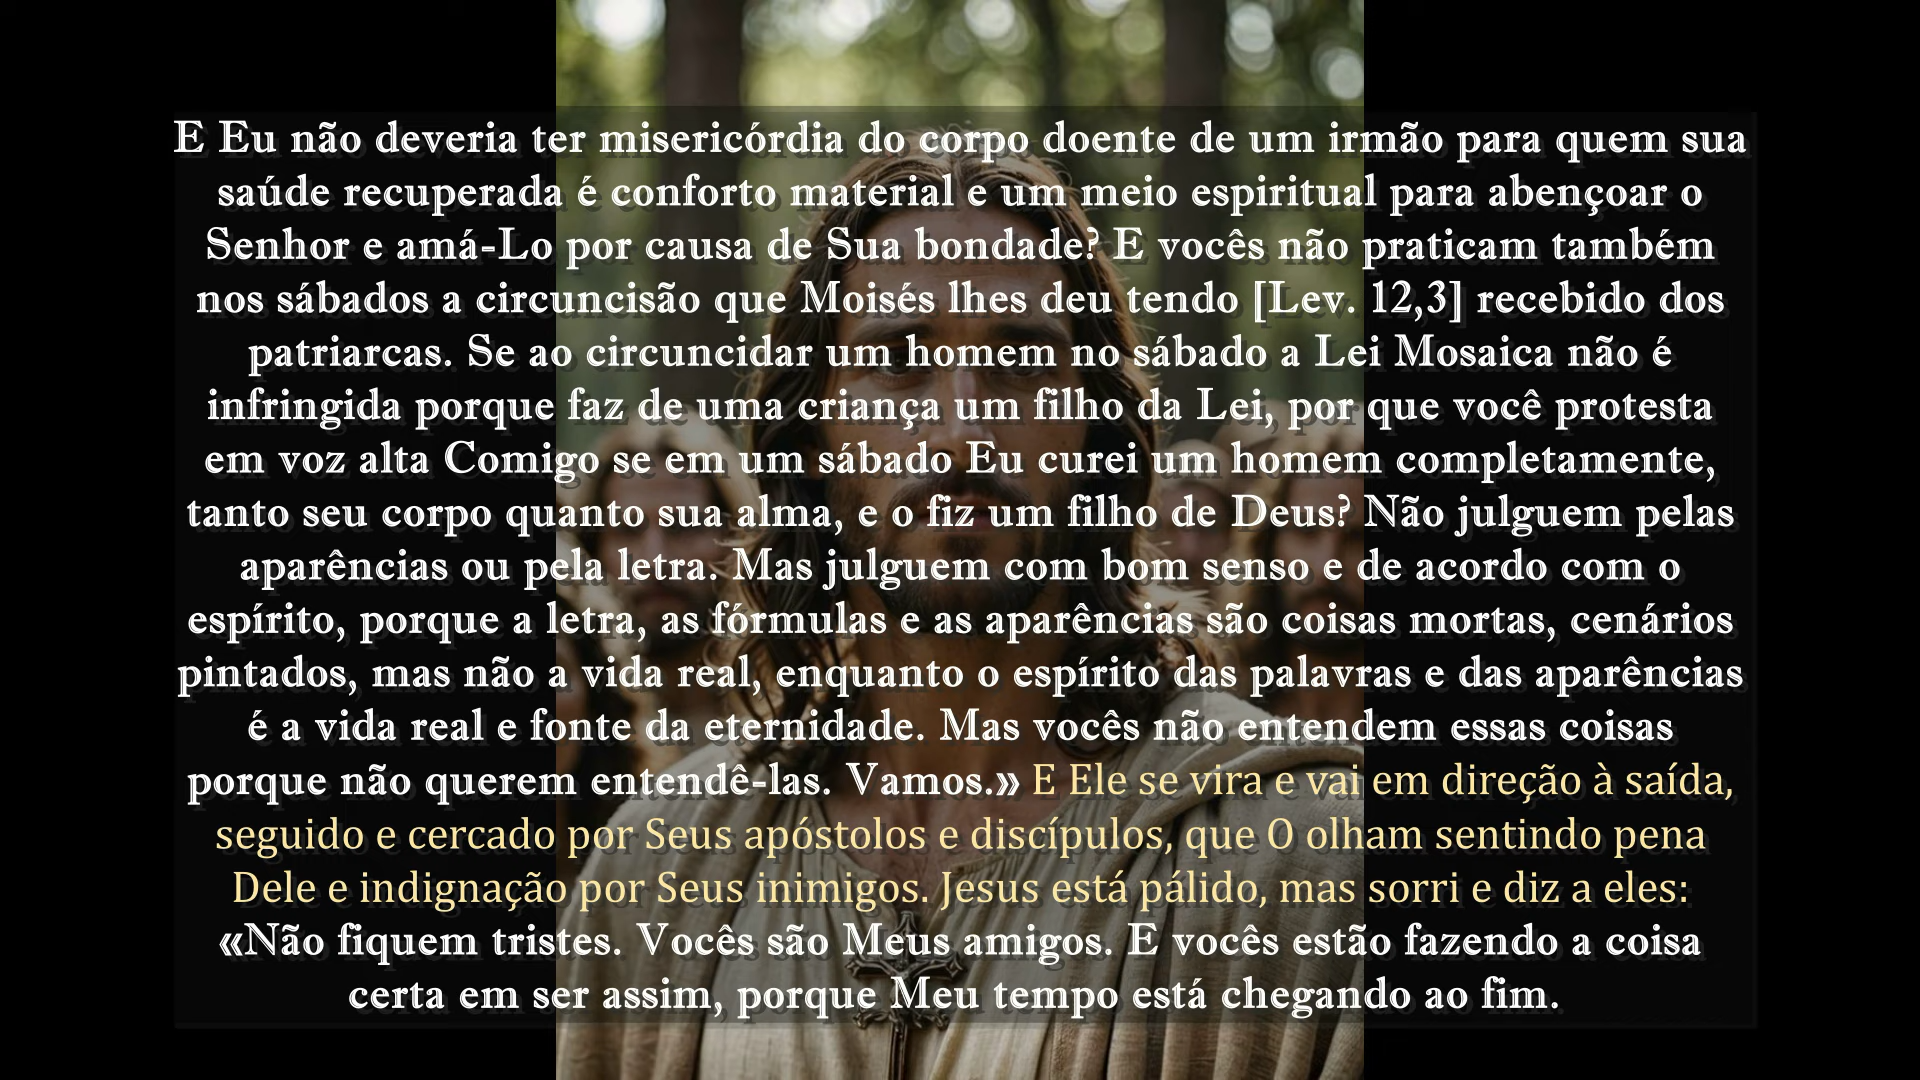 E Eu não deveria ter misericórdia do corpo doente de um irmão para quem sua
saúde recuperada é conforto material e um meio espiritual para abençoar o
Senhor e amá-Lo por causa de Sua bondade? E vocês não praticam também
nos sábados a circuncisão que Moisés lhes deu tendo [Lev. 12,3] recebido dos
patriarcas. Se ao circuncidar um homem no sábado a Lei Mosaica não é
infringida porque faz de uma criança um filho da Lei, por que você protesta
em voz alta Comigo se em um sábado Eu curei um homem completamente,
tanto seu corpo quanto sua alma, e o fiz um filho de Deus? Não julguem pelas
aparências ou pela letra. Mas julguem com bom senso e de acordo com o
espírito, porque a letra, as fórmulas e as aparências são coisas mortas, cenários
pintados, mas não a vida real, enquanto o espírito das palavras e das aparências
é a vida real e fonte da eternidade. Mas vocês não entendem essas coisas
porque não querem entendê-las. Vamos.» E Ele se vira e vai em direção à saída,
seguido e cercado por Seus apóstolos e discípulos, que O olham sentindo pena
Dele e indignação por Seus inimigos. Jesus está pálido, mas sorri e diz a eles:
«Não fiquem tristes. Vocês são Meus amigos. E vocês estão fazendo a coisa
certa em ser assim, porque Meu tempo está chegando ao fim.